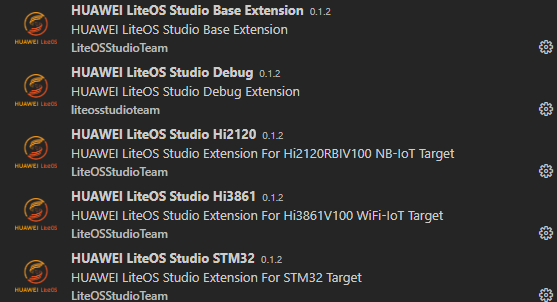 HUAWEI LiteOS Studio Base Extension 0.1.2
HUAWEI LiteOS Studio Base Extension
HUAWEI LiteOS
LiteOSStudioTeam
HUAWEI LiteOS Studio Debug 0.1.2
HUAWEI LiteOS Studio Debug Extension
HUAWEI LiteOS
liteosstudioteam
HUAWEI LiteOS Studio Hi2120 0.1.2
HUAWEI LiteOS Studio Extension For Hi2120RBIV100 NB-IoT Target
HUAWEI LiteOS
LiteOSStudioTeam
HUAWEI LiteOS Studio Hi3861 0.1.2
HUAWEI LiteOS Studio Extension For Hi3861V100 WiFi-IoT Target
HUAWEI LiteOS
LiteOSStudioTeam
HUAWEI LiteOS Studio STM32 0.1.2
HUAWEI LiteOS Studio Extension For STM32 Target
HUAWEI LiteOS
LiteOSStudioTeam